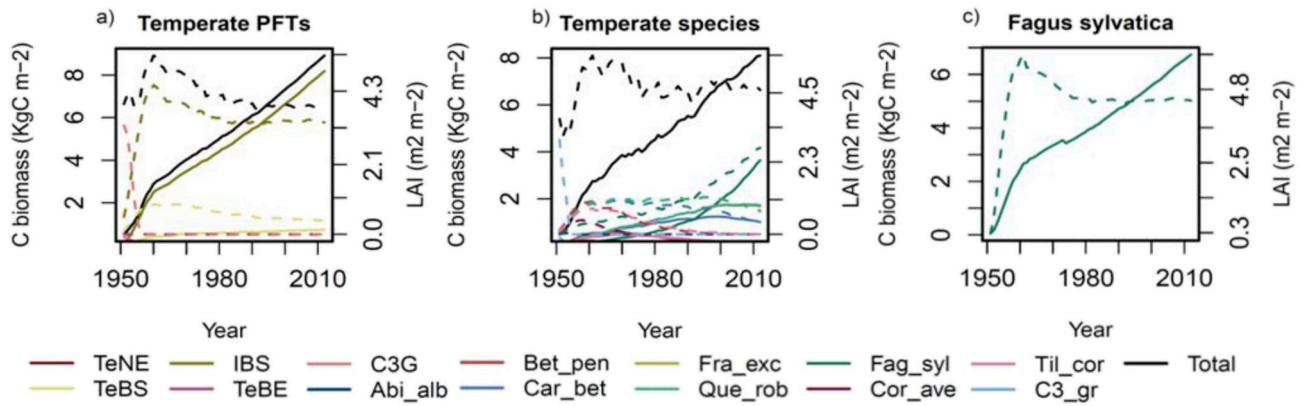 a) Temperate PFTs
b) Temperate species
c) Fagus sylvatica
C biomass (KgC m−2)
8
6
4
2
4.3
2.1
0.0
LAI (m2 m−2)
1950 1980 2010
Year
C biomass (KgC m−2)
8
6
4
2
4.5
2.3
0.0
LAI (m2 m−2)
1950 1980 2010
C biomass (KgC m−2)
6
4
2
0
4.8
2.5
0.3
LAI (m2 m−2)
1950 1980 2010
Year
TeNE IBS C3G Bet_pen Fra_exc Fag_syl Til_cor Total
TeBS TeBE Abi_alb Car_bet Que_rob Cor_ave C3_gr